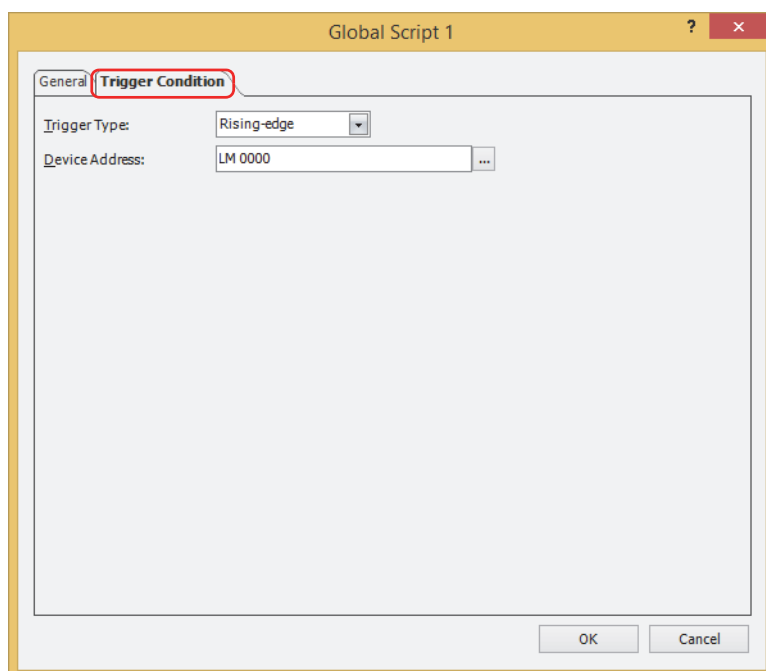 Global Script 1
? ×
General Trigger Condition
Trigger Type: Rising-edge
Device Address: LM 0000 ...
OK Cancel